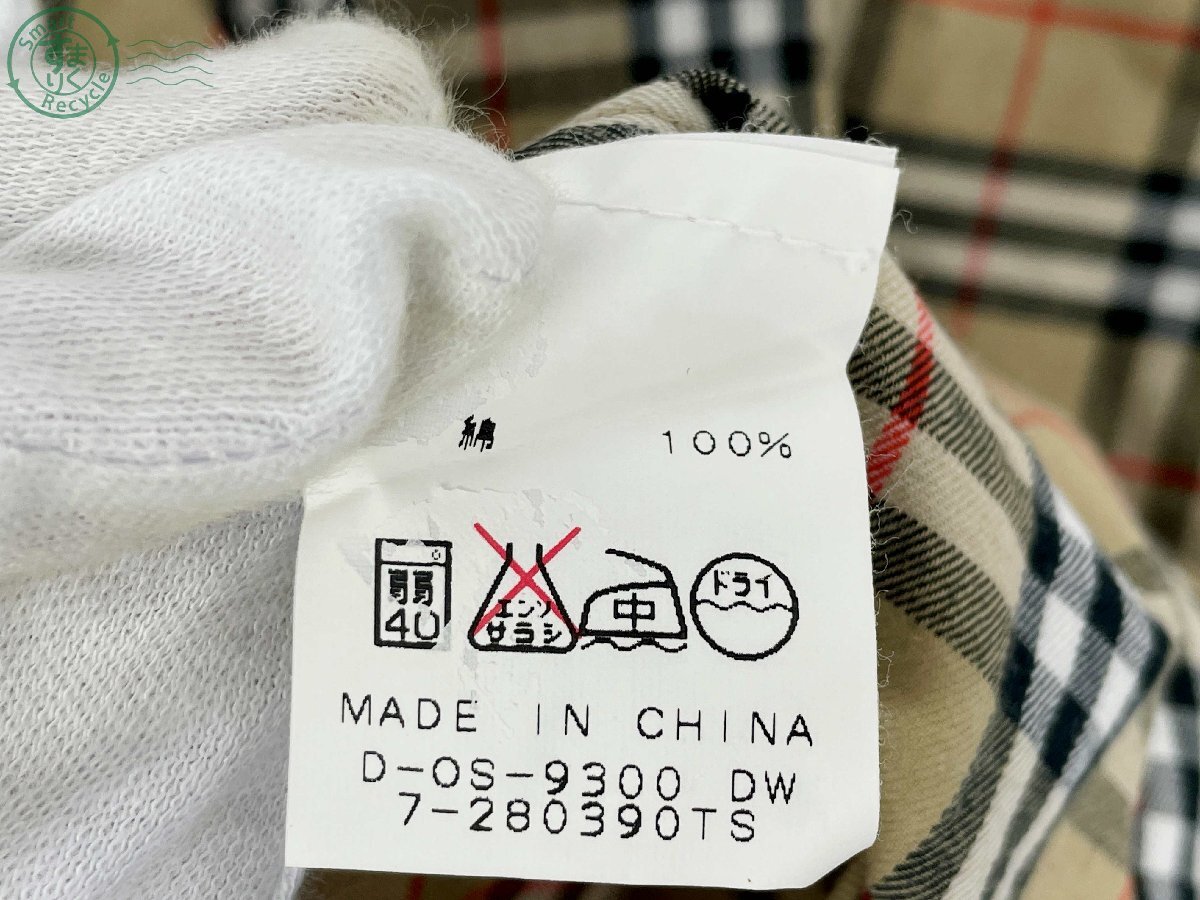 Smart
すまりく
Recycle
綿 100%
弱
40
エンソ
サラシ
中
ドライ
MADE IN CHINA
D-OS-9300 DW
7-280390TS